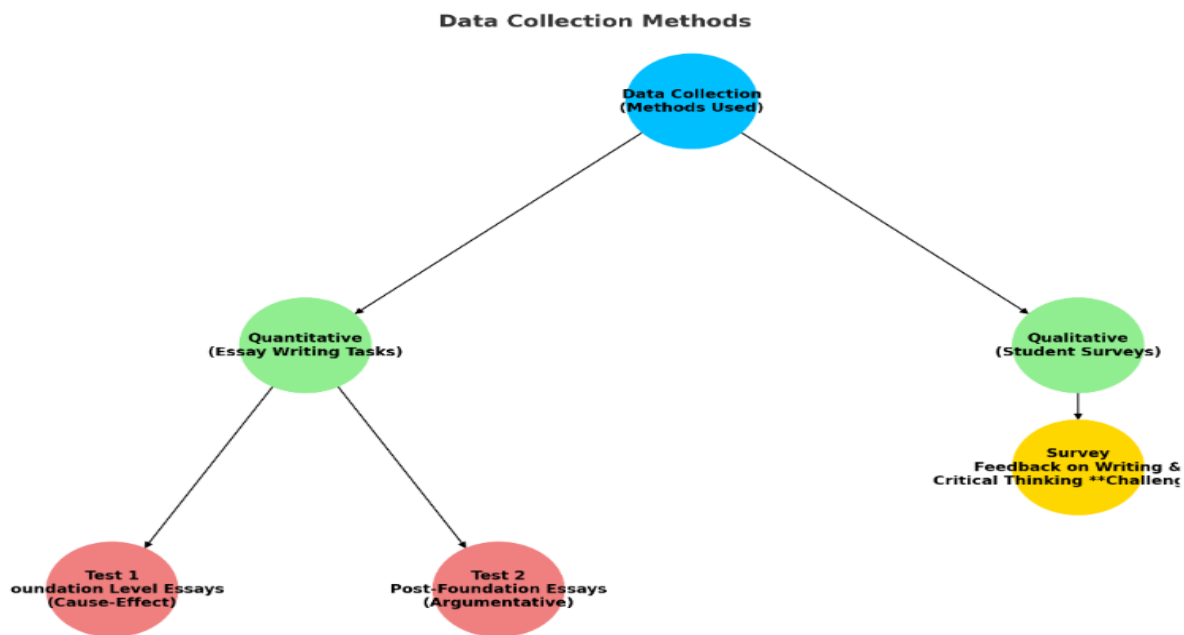 Data Collection Methods
Data Collection
(Methods Used)
Quantitative
(Essay Writing Tasks)
Qualitative
(Student Surveys)
Survey
Feedback on Writing &
Critical Thinking **Challeng
Test 1
oundation Level Essays
(Cause-Effect)
Test 2
Post-Foundation Essays
(Argumentative)